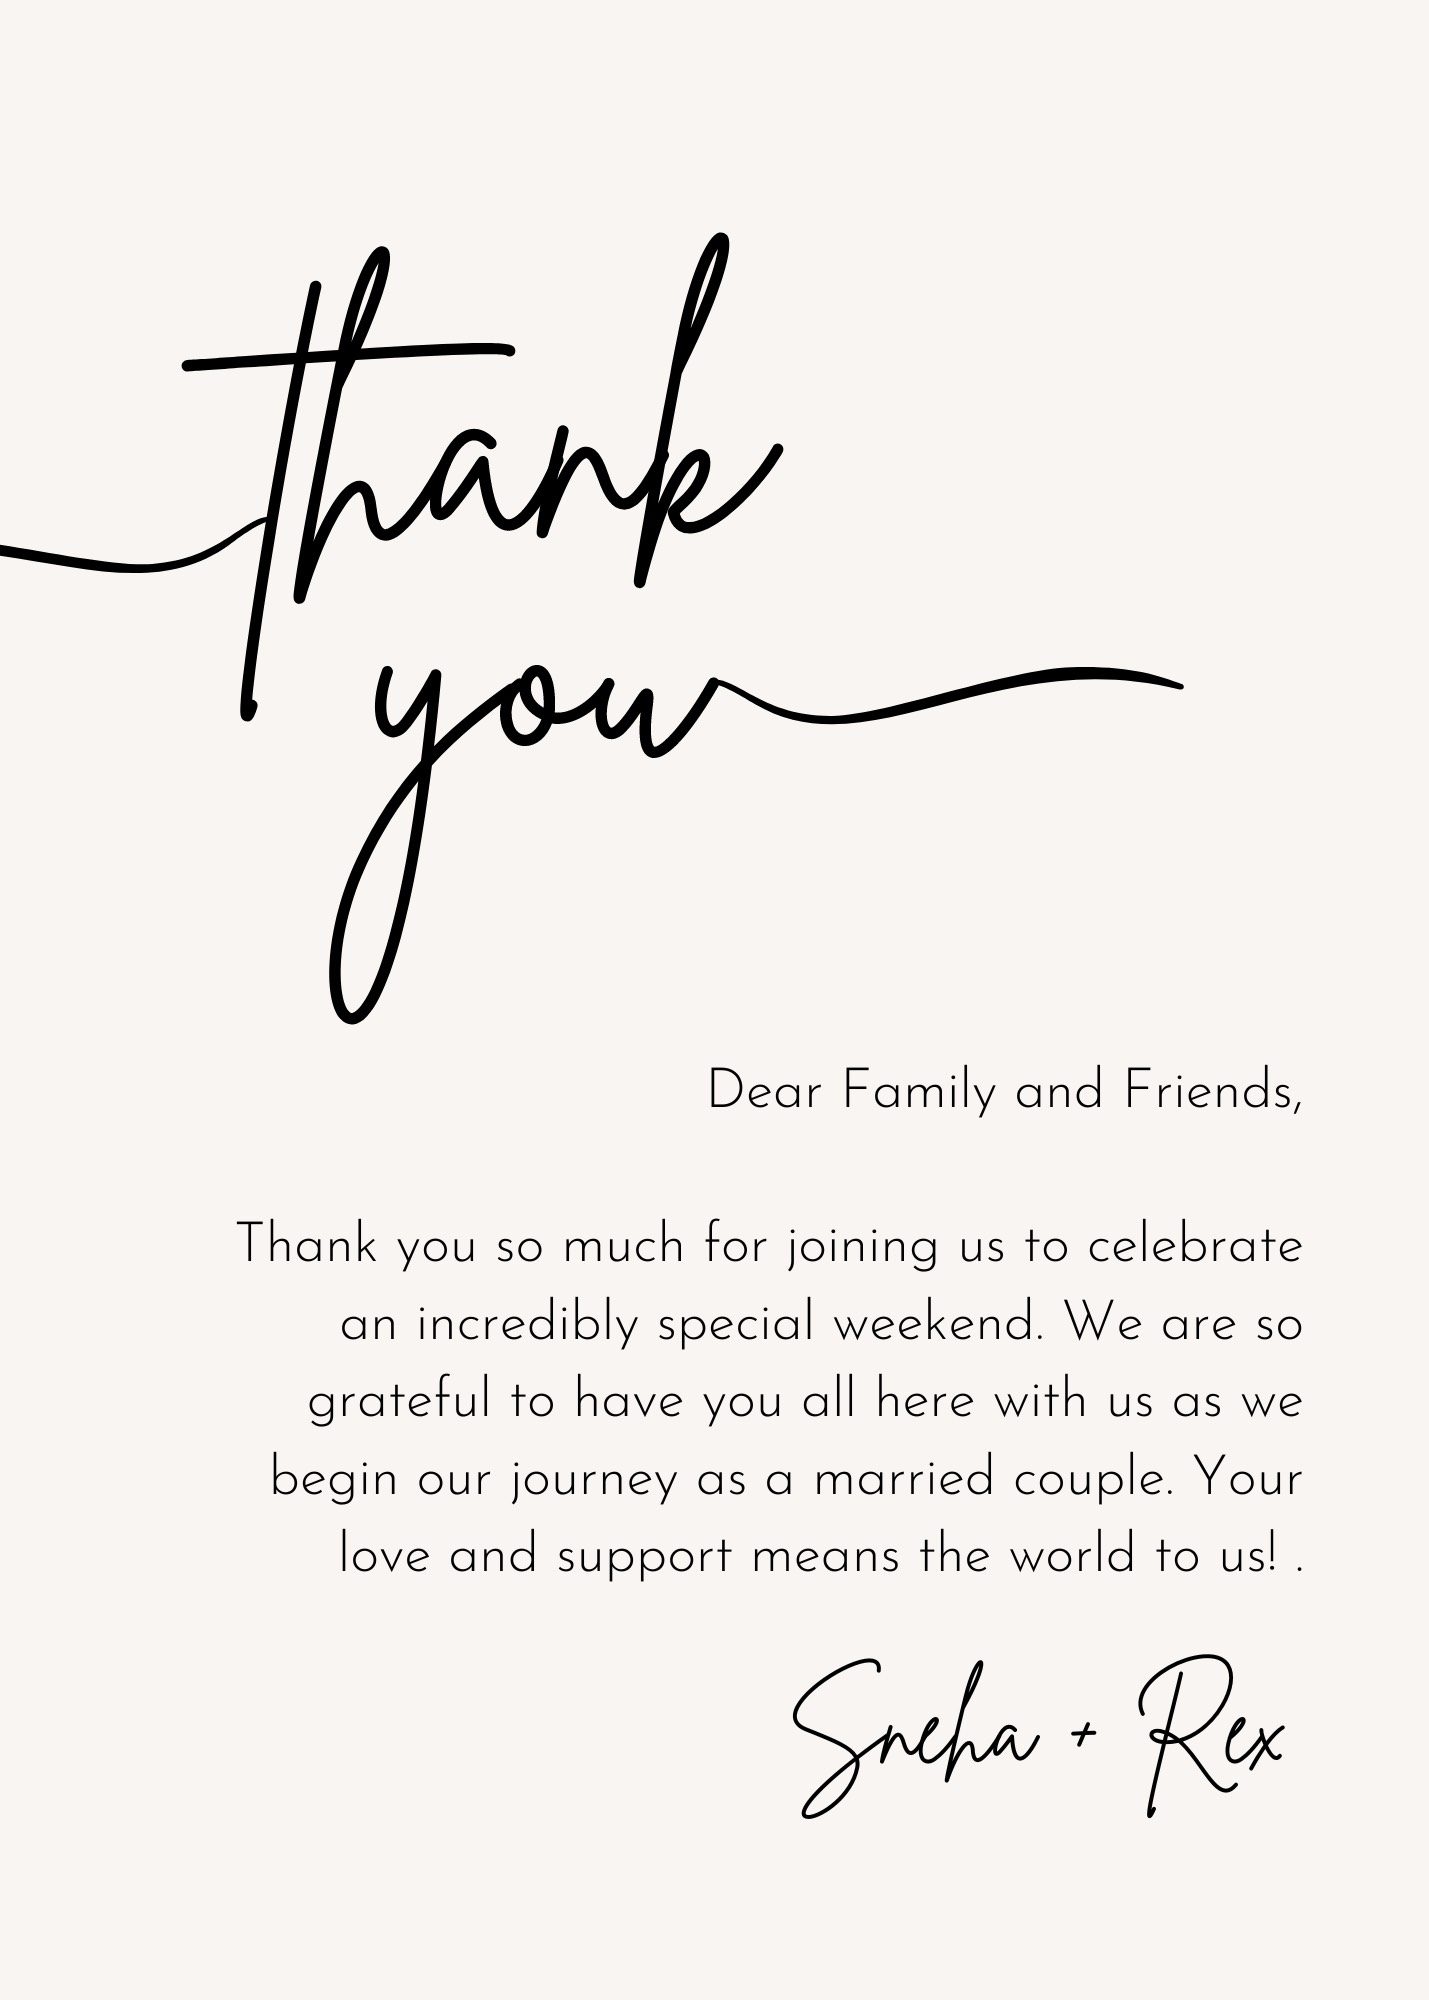 thank
you
Dear Family and Friends,
Thank you so much for joining us to celebrate
an incredibly special weekend. We are so
grateful to have you all here with us as we
begin our journey as a married couple. Your
love and support means the world to us! .
Sneha + Rex